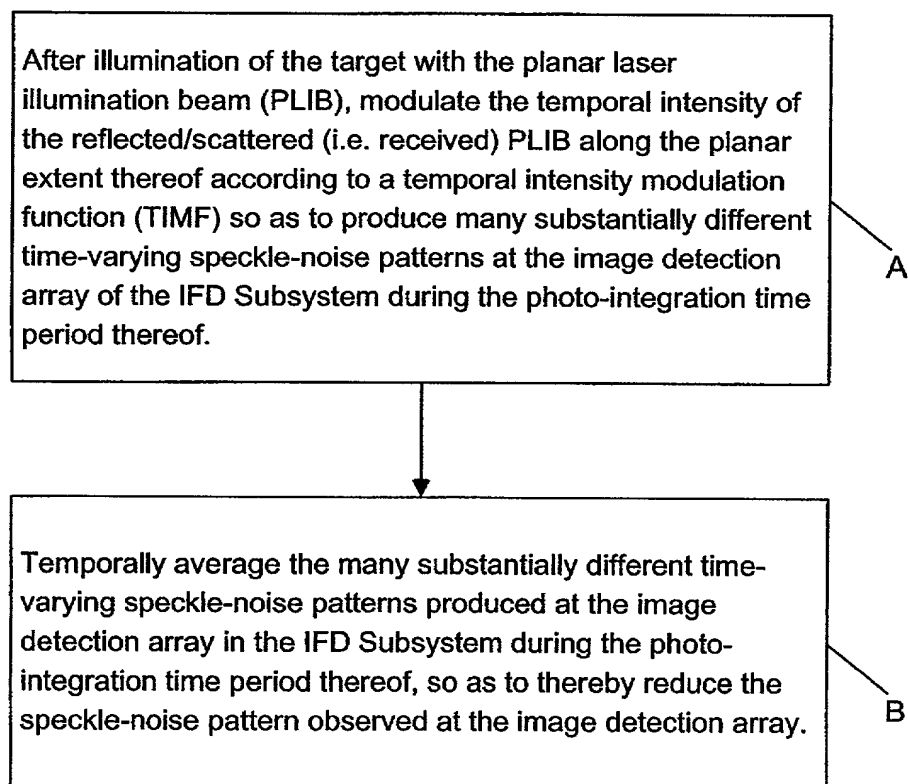 After illumination of the target with the planar laser
illumination beam (PLIB), modulate the temporal intensity of
the reflected/scattered (i.e. received) PLIB along the planar
extent thereof according to a temporal intensity modulation
function (TIMF) so as to produce many substantially different
time-varying speckle-noise patterns at the image detection
array of the IFD Subsystem during the photo-integration time
period thereof.
A
Temporally average the many substantially different time-
varying speckle-noise patterns produced at the image
detection array in the IFD Subsystem during the photo-
integration time period thereof, so as to thereby reduce the
speckle-noise pattern observed at the image detection array.
B